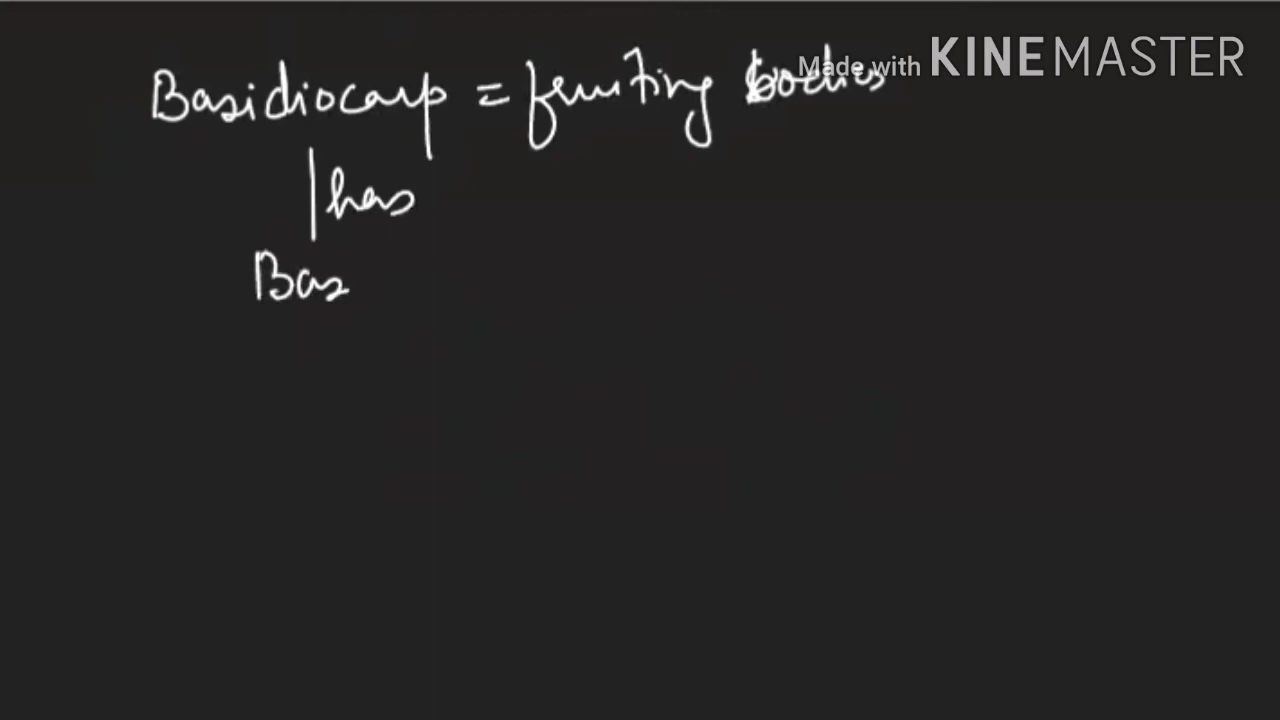 Basidiocarp = fruiting bodies
Made with KINEMASTER
has
Bas